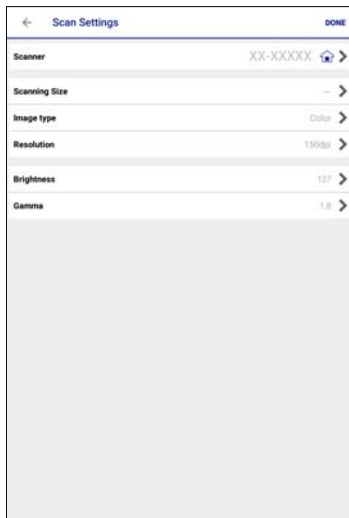 Scan Settings DONE
Scanner XX-XXXXX
Scanning Size --
Image type Color
Resolution 150dpi
Brightness 127
Gamma 1.8